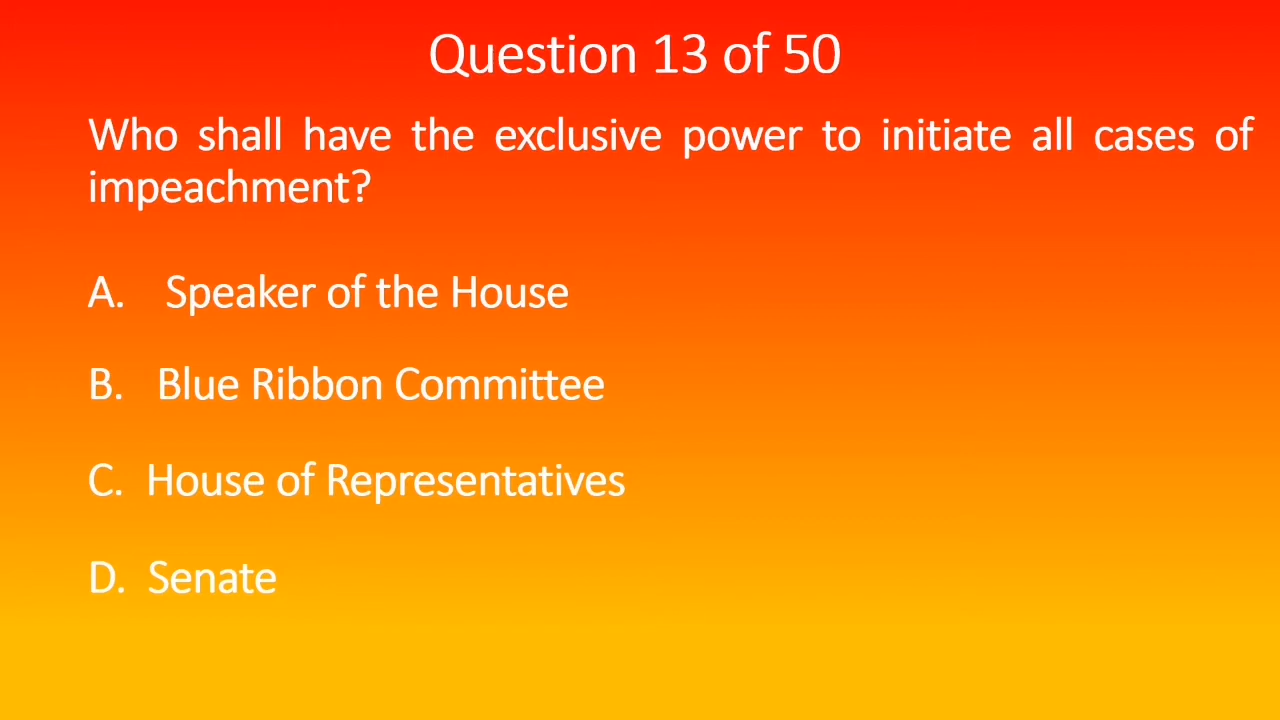 Question 13 of 50
Who shall have the exclusive power to initiate all cases of
impeachment?
A. Speaker of the House
B. Blue Ribbon Committee
C. House of Representatives
D. Senate